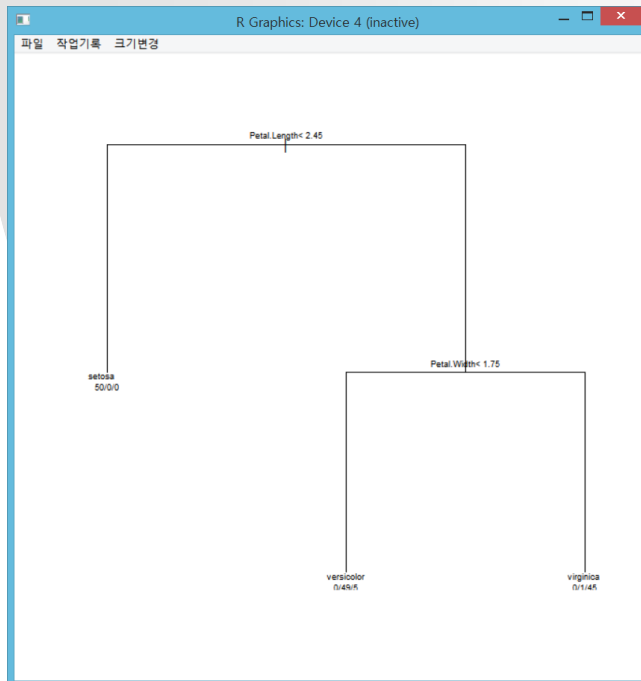 R Graphics: Device 4 (inactive)
파일 작업기록 크기변경
Petal.Length< 2.45
setosa
50/0/0
Petal.Width< 1.75
versicolor
0/49/5
virginica
0/1/45